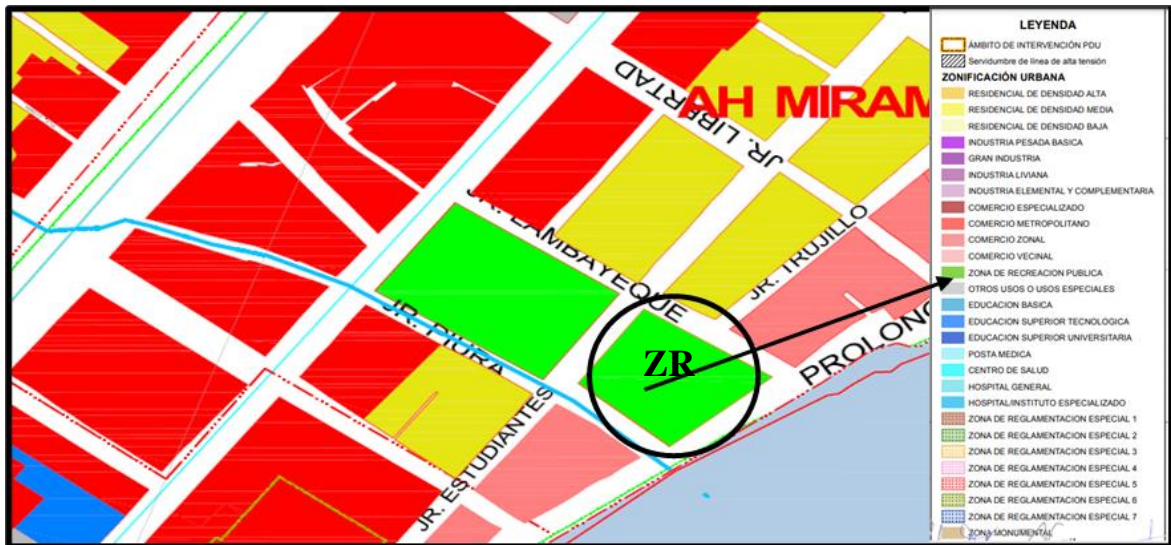 JR. LIBERTAD
AH MIRAM
JR. LAMBAYEQUE
JR. TRUJILLO
JR. PIURA
ZR
PROLONG
JR. ESTUDIANTES
LEYENDA
ÁMBITO DE INTERVENCIÓN PDU
Servidumbre de línea de alta tensión
ZONIFICACIÓN URBANA
RESIDENCIAL DE DENSIDAD ALTA
RESIDENCIAL DE DENSIDAD MEDIA
RESIDENCIAL DE DENSIDAD BAJA
INDUSTRIA PESADA BASICA
GRAN INDUSTRIA
INDUSTRIA LIVIANA
INDUSTRIA ELEMENTAL Y COMPLEMENTARIA
COMERCIO ESPECIALIZADO
COMERCIO METROPOLITANO
COMERCIO ZONAL
COMERCIO VECINAL
ZONA DE RECREACION PUBLICA
OTROS USOS O USOS ESPECIALES
EDUCACION BASICA
EDUCACION SUPERIOR TECNOLOGICA
EDUCACION SUPERIOR UNIVERSITARIA
POSTA MEDICA
CENTRO DE SALUD
HOSPITAL GENERAL
HOSPITAL/INSTITUTO ESPECIALIZADO
ZONA DE REGLAMENTACION ESPECIAL 1
ZONA DE REGLAMENTACION ESPECIAL 2
ZONA DE REGLAMENTACION ESPECIAL 3
ZONA DE REGLAMENTACION ESPECIAL 4
ZONA DE REGLAMENTACION ESPECIAL 5
ZONA DE REGLAMENTACION ESPECIAL 6
ZONA DE REGLAMENTACION ESPECIAL 7
ZONA MONUMENTAL